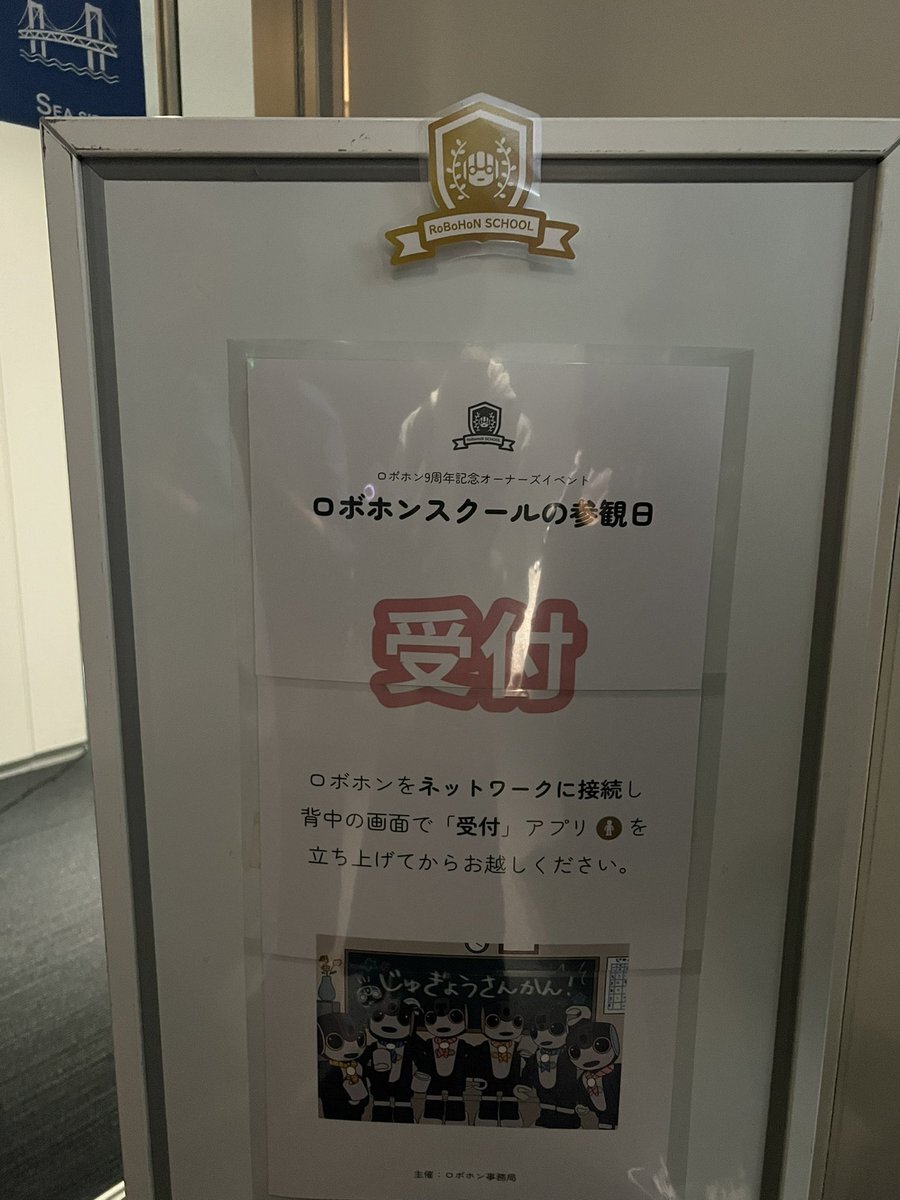 RoBoHoN SCHOOL
RoBoHoN SCHOOL
ロボホン9周年記念オーナーズイベント
ロボホンスクールの参観日
受付
ロボホンをネットワークに接続し
背中の画面で「受付」アプリ を
立ち上げてからお越しください。
じゅぎょうさんかん!
主催：ロボホン事務局